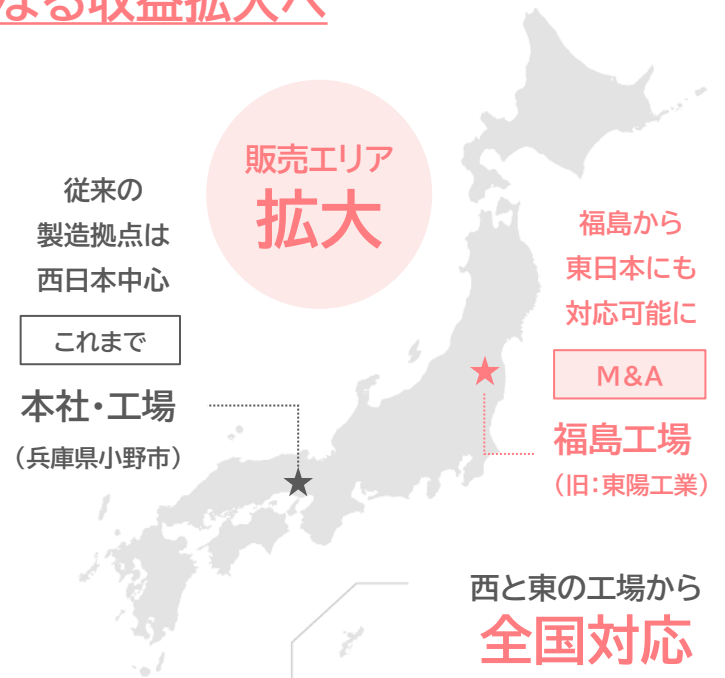 なる収益拡大へ
販売エリア
拡大
従来の
製造拠点は
西日本中心
これまで
本社・工場
（兵庫県小野市）
福島から
東日本にも
対応可能に
M&A
福島工場
（旧：東陽工業）
西と東の工場から
全国対応